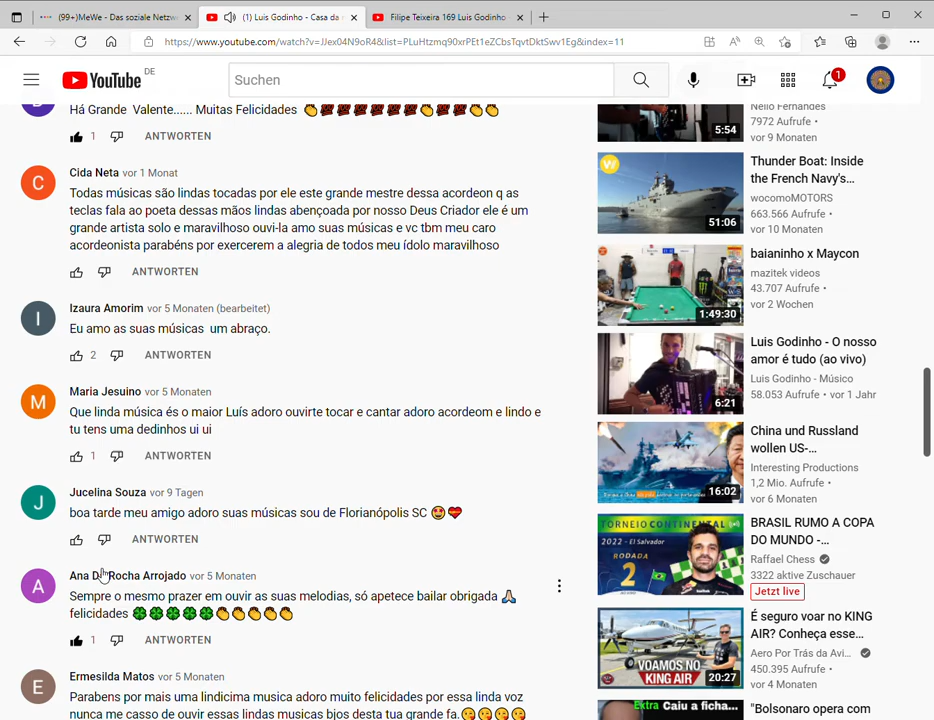 (99+)MeWe - Das soziale Netzwe
(1) Luis Godinho - Casa da r
Filipe Teixeira 169 Luis Godinho
https://www.youtube.com/watch?v=JJex04N9oR4&list=PLuHtzmq90xrPEt1eZCbsTqvtDktSwv1Eg&index=11
YouTube DE
Suchen
1
Há Grande Valente...... Muitas Felicidades 👏💯💯💯💯💯💯👏💯💯👏👏
1 ANTWORTEN
C
Cida Neta vor 1 Monat
Todas músicas são lindas tocadas por ele este grande mestre dessa acordeon q as
teclas fala ao poeta dessas mãos lindas abençoada por nosso Deus Criador ele é um
grande artista solo e maravilhoso ouvi-la amo suas músicas e vc tbm meu caro
acordeonista parabéns por exercerem a alegria de todos meu ídolo maravilhoso
ANTWORTEN
I
Izaura Amorim vor 5 Monaten (bearbeitet)
Eu amo as suas músicas um abraço.
2 ANTWORTEN
M
Maria Jesuino vor 5 Monaten
Que linda música és o maior Luís adoro ouvirte tocar e cantar adoro acordeom e lindo e
tu tens uma dedinhos ui ui
1 ANTWORTEN
J
Jucelina Souza vor 9 Tagen
boa tarde meu amigo adoro suas músicas sou de Florianópolis SC 🤩💝
ANTWORTEN
A
Ana D Rocha Arrojado vor 5 Monaten
Sempre o mesmo prazer em ouvir as suas melodias, só apetece bailar obrigada 🙏
felicidades 🍀🍀🍀🍀🍀👏👏👏👏👏
1 ANTWORTEN
E
Ermesilda Matos vor 5 Monaten
Parabens por mais uma lindicima musica adoro muito felicidades por essa linda voz
nunca me casso de ouvir essas lindas musicas bjos desta tua grande fa.😘😘😘😘
5:54
Nelio Fernandes
7972 Aufrufe •
vor 9 Monaten
51:06
Thunder Boat: Inside
the French Navy's...
wocomoMOTORS
663.566 Aufrufe •
vor 10 Monaten
1:49:30
baianinho x Maycon
mazitek videos
43.707 Aufrufe •
vor 2 Wochen
6:21
Luis Godinho - O nosso
amor é tudo (ao vivo)
Luis Godinho - Músico
58.053 Aufrufe • vor 1 Jahr
16:02
China und Russland
wollen US-...
Interesting Productions
1,2 Mio. Aufrufe •
vor 6 Monaten
TORNEIO CONTINENTAL
2022 - El Salvador
RODADA
2
BRASIL RUMO A COPA
DO MUNDO -...
Raffael Chess
3322 aktive Zuschauer
Jetzt live
VOAMOS NO
KING AIR
20:27
É seguro voar no KING
AIR? Conheça esse...
Aero Por Trás da Avi...
450.395 Aufrufe •
vor 4 Monaten
Extra Caiu a ficha...
"Bolsonaro opera com